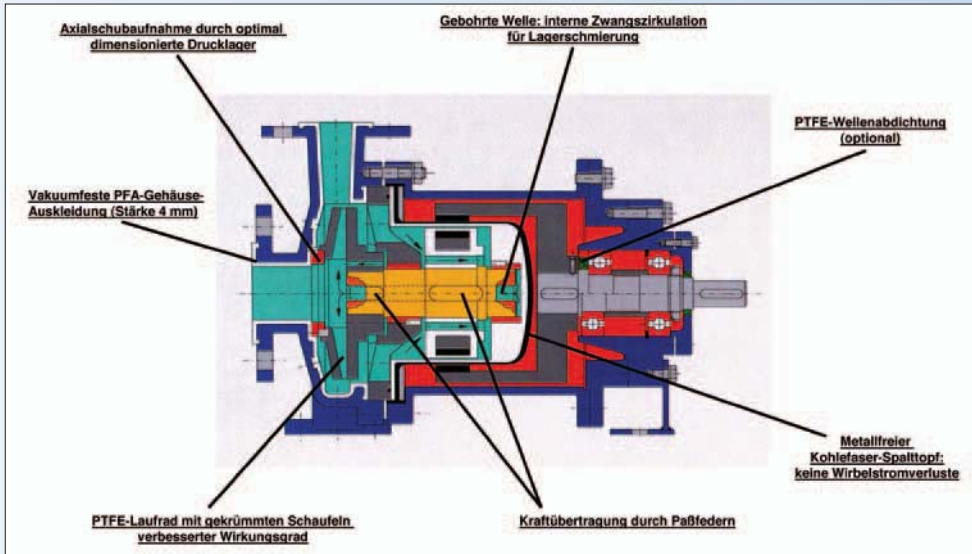 Axialschubaufnahme durch optimal
dimensionierte Drucklager
Gebohrte Welle: interne Zwangszirkulation
für Lagerschmierung
PTFE-Wellenabdichtung
(optional)
Vakuumfeste PFA-Gehäuse-
Auskleidung (Stärke 4 mm)
Metallfreier
Kohlefaser-Spalttopf:
keine Wirbelstromverluste
PTFE-Laufrad mit gekrümmten Schaufeln
verbesserter Wirkungsgrad
Kraftübertragung durch Paßfedern